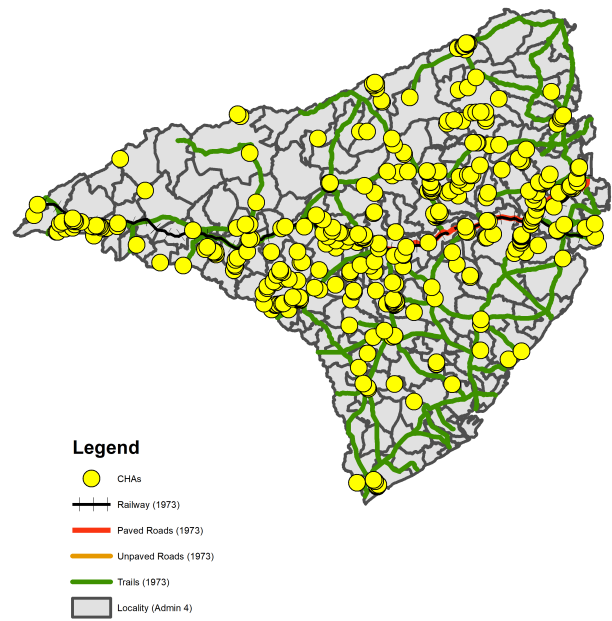 Legend
CHAs
Railway (1973)
Paved Roads (1973)
Unpaved Roads (1973)
Trails (1973)
Locality (Admin 4)